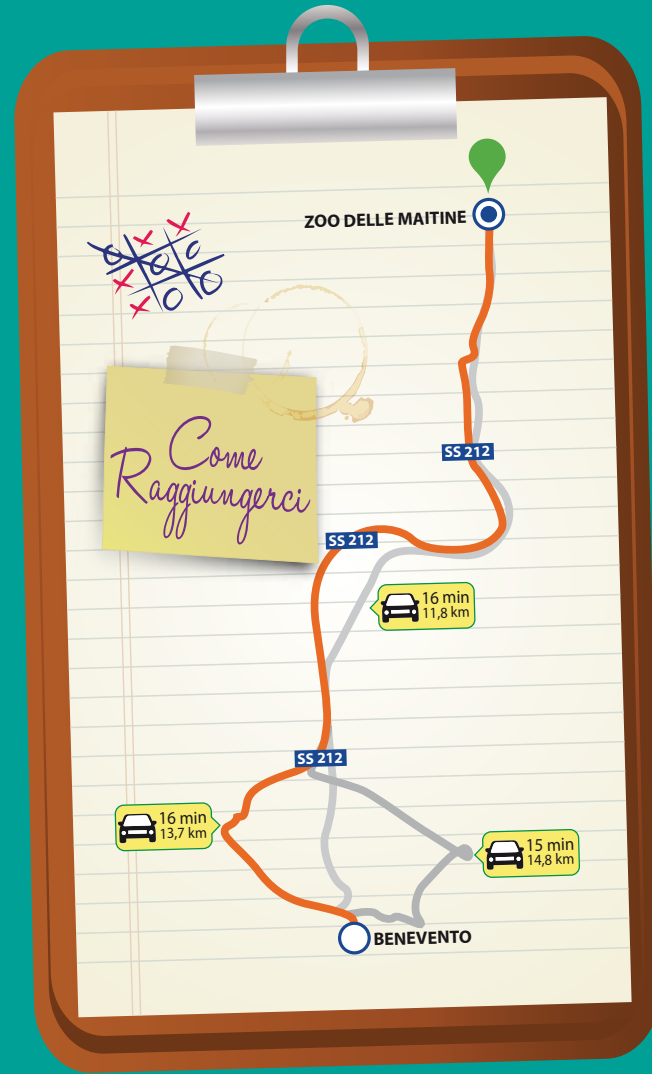 ZOO DELLE MAITINE
SS 212
Come
Raggiungerci
SS 212
16 min
11,8 km
SS 212
16 min
13,7 km
15 min
14,8 km
BENEVENTO